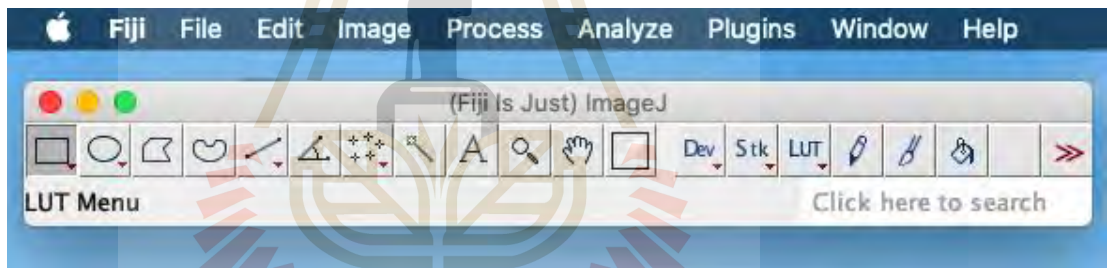 Fiji File Edit Image Process Analyze Plugins Window Help
(Fiji Is Just) ImageJ
A Dev Stk LUT
LUT Menu Click here to search